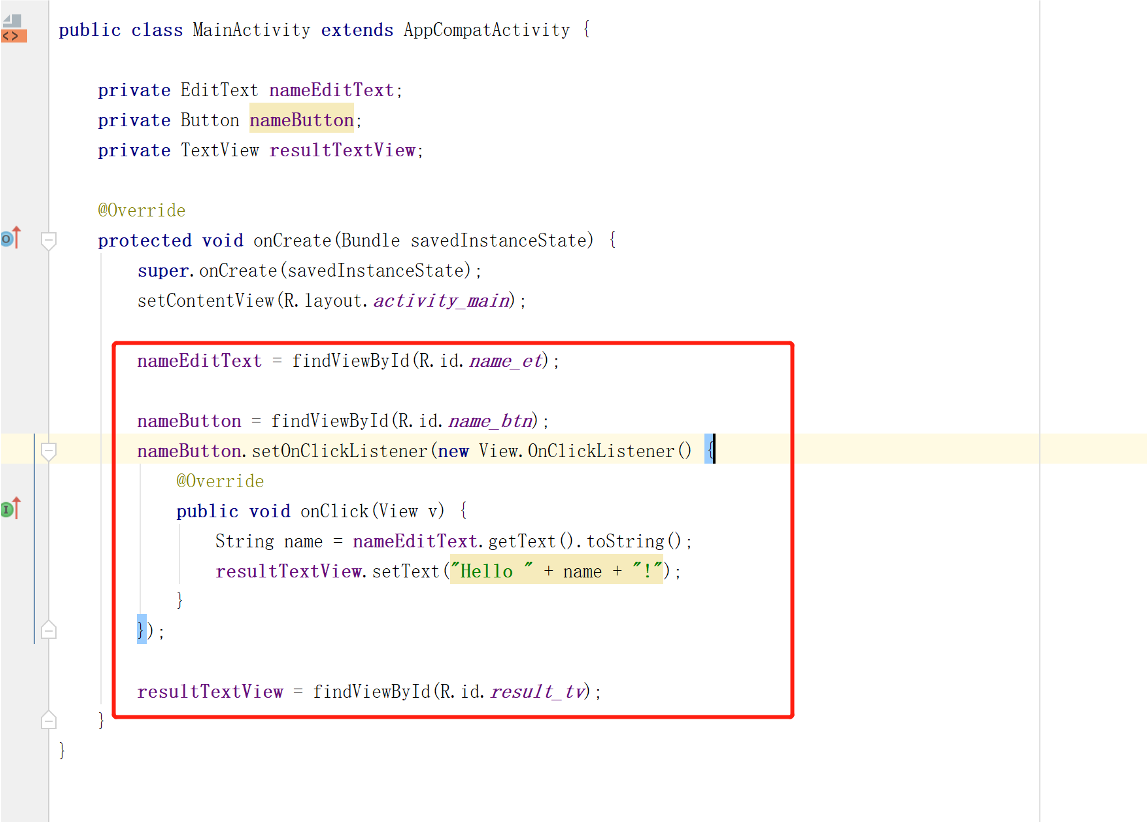 public class MainActivity extends AppCompatActivity {
private EditText nameEditText;
private Button nameButton;
private TextView resultTextView;
@Override
protected void onCreate(Bundle savedInstanceState) {
super.onCreate(savedInstanceState);
setContentView(R.layout.activity_main);
nameEditText = findViewById(R.id.name_et);
nameButton = findViewById(R.id.name_btn);
nameButton.setOnClickListener(new View.OnClickListener() {
@Override
public void onClick(View v) {
String name = nameEditText.getText().toString();
resultTextView.setText("Hello " + name + "!");
}
});
resultTextView = findViewById(R.id.result_tv);
}
}